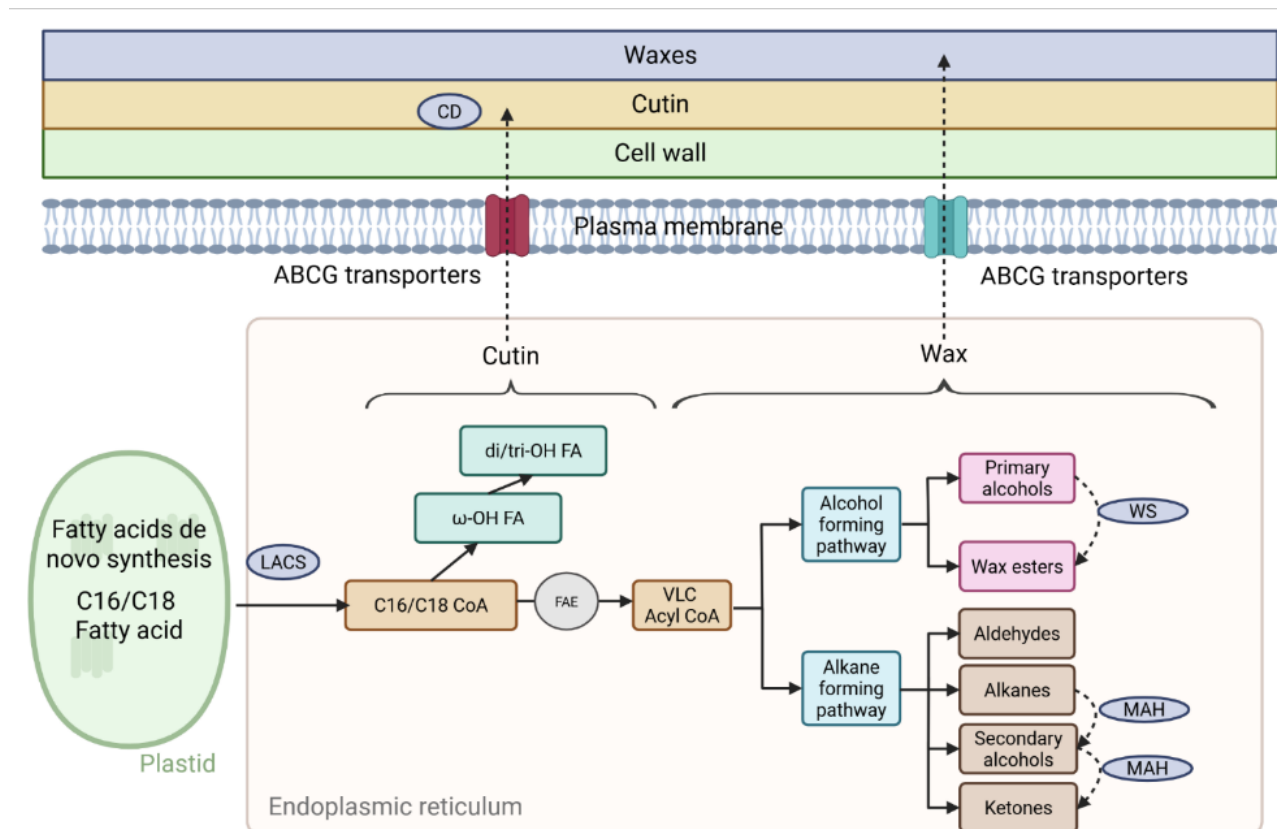 Waxes
CD
Cutin
Cell wall
Plasma membrane
ABCG transporters
ABCG transporters
Cutin
Wax
di/tri-OH FA
ω-OH FA
Fatty acids de
novo synthesis
C16/C18
Fatty acid
LACS
C16/C18 CoA
FAE
VLC
Acyl CoA
Alcohol
forming
pathway
Primary
alcohols
WS
Wax esters
Alkane
forming
pathway
Aldehydes
Alkanes
MAH
Secondary
alcohols
MAH
Ketones
Plastid
Endoplasmic reticulum